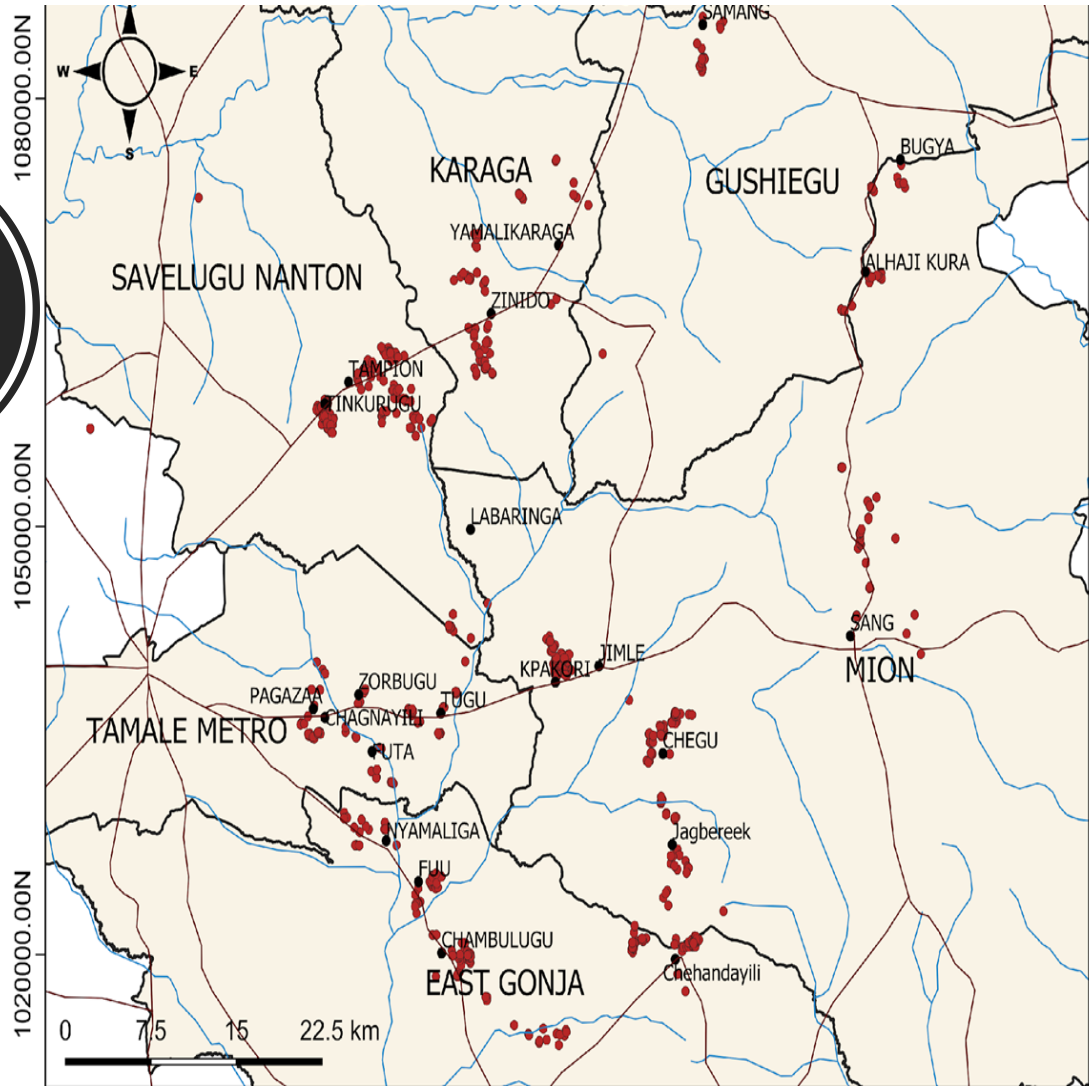 SAMANG
1080000.00N
W
E
S
BUGYA
KARAGA
GUSHIEGU
YAMALIKARAGA
ALHAJI KURA
SAVELUGU NANTON
ZINIDO
TAMPION
TINKURUGU
1050000.00N
LABARINGA
SANG
JIMLE
KPAKORI
MION
ZORBUGU
PAGAZAA
TUGU
CHAGNAYILI
TAMALE METRO
CHEGU
FUTA
NYAMALIGA
Jagbereek
FUU
1020000.00N
CHAMBULUGU
Chehandayili
EAST GONJA
0 7.5 15 22.5 km